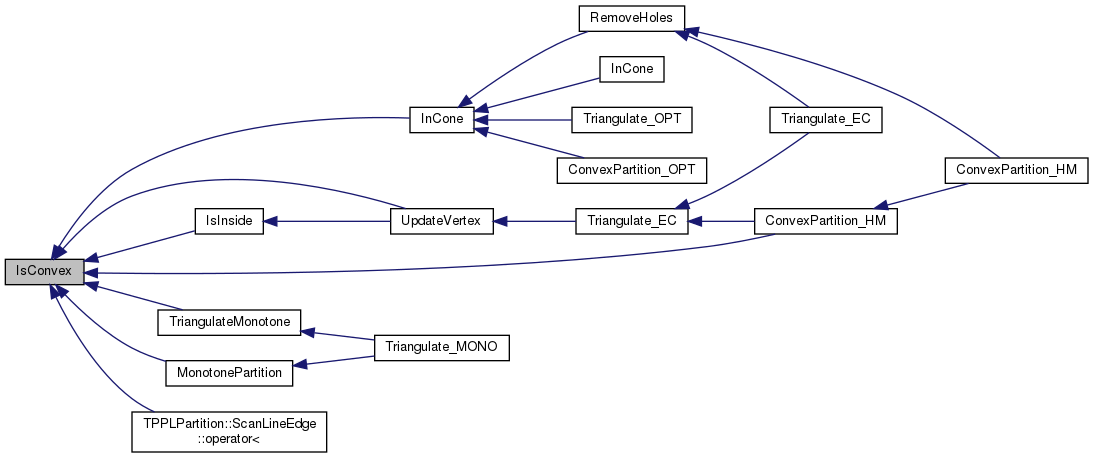 RemoveHoles
InCone
InCone
Triangulate_OPT
Triangulate_EC
ConvexPartition_OPT
ConvexPartition_HM
IsInside
UpdateVertex
Triangulate_EC
ConvexPartition_HM
IsConvex
TriangulateMonotone
Triangulate_MONO
MonotonePartition
TPPLPartition::ScanLineEdge
::operator<